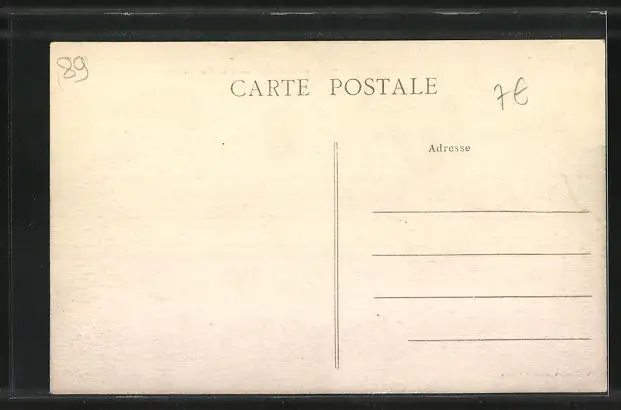 89
CARTE POSTALE
7€
Adresse